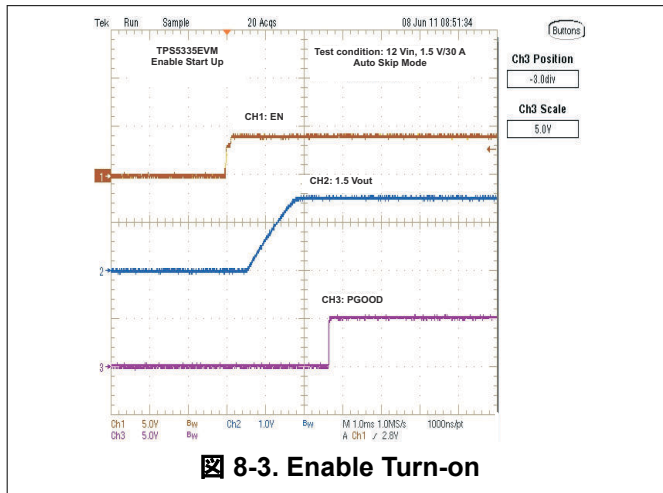 Tek Run Sample 20 Acqs 08 Jun 11 08:51:34
Buttons
TPS5335EVM
Enable Start Up
Test condition: 12 Vin, 1.5 V/30 A
Auto Skip Mode
Ch3 Position
-3.0div
Ch3 Scale
5.0V
CH1: EN
1
CH2: 1.5 Vout
2
CH3: PGOOD
3
Ch1 5.0V Bw Ch2 1.0V Bw M 1.0ms 1.0MS/s 1000ns/pt
Ch3 5.0V Bw A Ch1 / 2.8V
図 8-3. Enable Turn-on